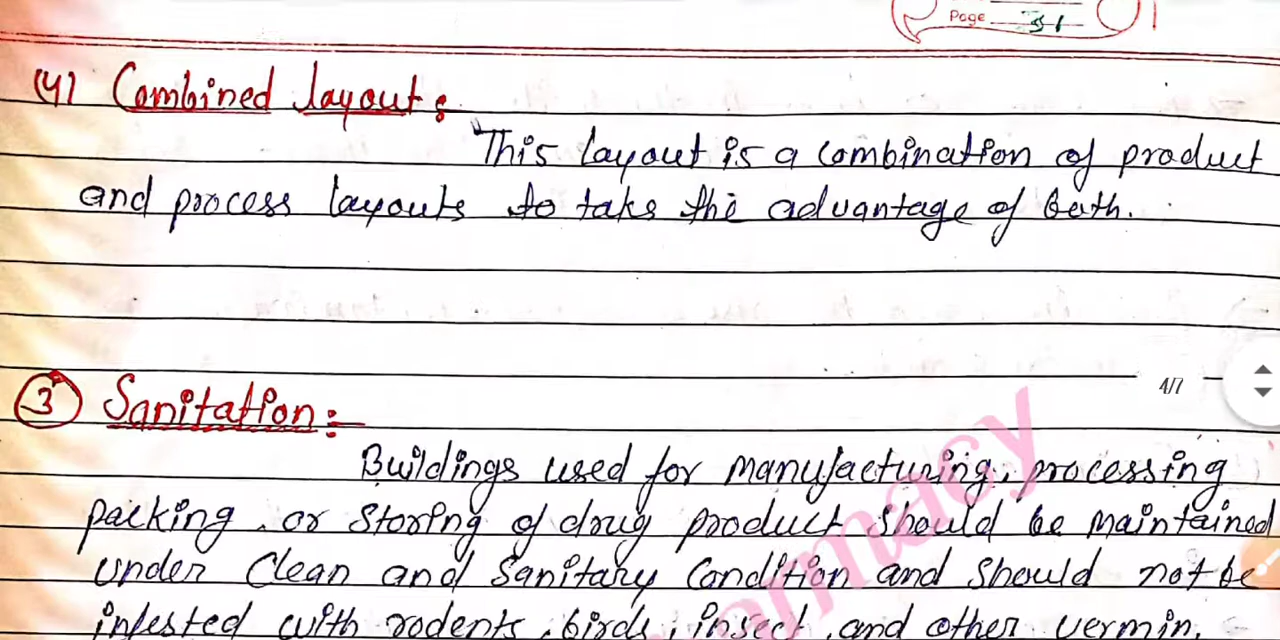 Page 31
(4) Combined layout:
This layout is a combination of product
and process layouts to take the advantage of both.
4/7
③ Sanitation:-
Buildings used for manufacturing, processing
packing, or storing of drug product should be maintained
under Clean and Sanitary Condition and should not be
infested with rodents, birds, insect, and other vermin.